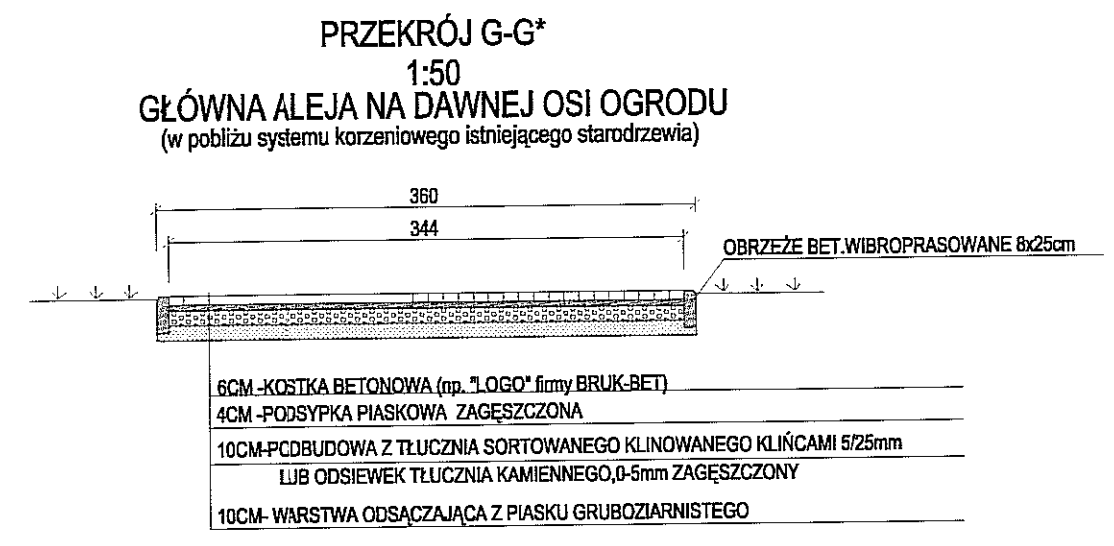 PRZEKRÓJ G-G*
1:50
GŁÓWNA ALEJA NA DAWNEJ OSI OGRODU
(w pobliżu systemu korzeniowego istniejącego starodrzewia)
360
344
OBRZEŻE BET.WIBROPRASOWANE 8x25cm
6CM -KOSTKA BETONOWA (np. "LOGO" firmy BRUK-BET)
4CM -PODSYPKA PIASKOWA ZAGĘSZCZONA
10CM-PODBUDOWA Z TŁUCZNIA SORTOWANEGO KLINOWANEGO KLIŃCAMI 5/25mm
LUB ODSIEWEK TŁUCZNIA KAMIENNEGO,0-5mm ZAGĘSZCZONY
10CM- WARSTWA ODSĄCZAJĄCA Z PIASKU GRUBOZIARNISTEGO